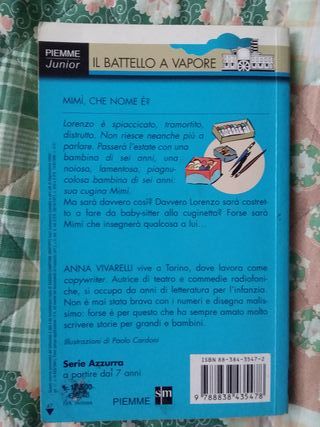 PIEMME
Junior
IL BATTELLO A VAPORE
MIMÌ, CHE NOME È?
Lorenzo è spiaccicato, tramortito,
distrutto. Non riesce neanche più a
parlare. Passerà l'estate con una
bambina di sei anni, una
noiosa, lamentosa, piagnu-
colosa bambina di sei anni:
sua cugina Mimì.
Ma sarà davvero così? Davvero Lorenzo sarà costret-
to a fare da baby-sitter alla cuginetta? Forse sarà
Mimì che insegnerà qualcosa a lui...
ANNA VIVARELLI vive a Torino, dove lavora come
copywriter. Autrice di teatro e commedie radiofoni-
che, si occupa da anni di letteratura per l'infanzia.
Non è mai stata brava con i numeri e disegna malis-
simo: forse è per questo che ha sempre amato molto
scrivere storie per grandi e bambini.
Illustrazioni di Paolo Cardoni
Serie Azzurra
a partire dai 7 anni
PIEMME
sm
ISBN 88-384-3547-2
9 788838 435478